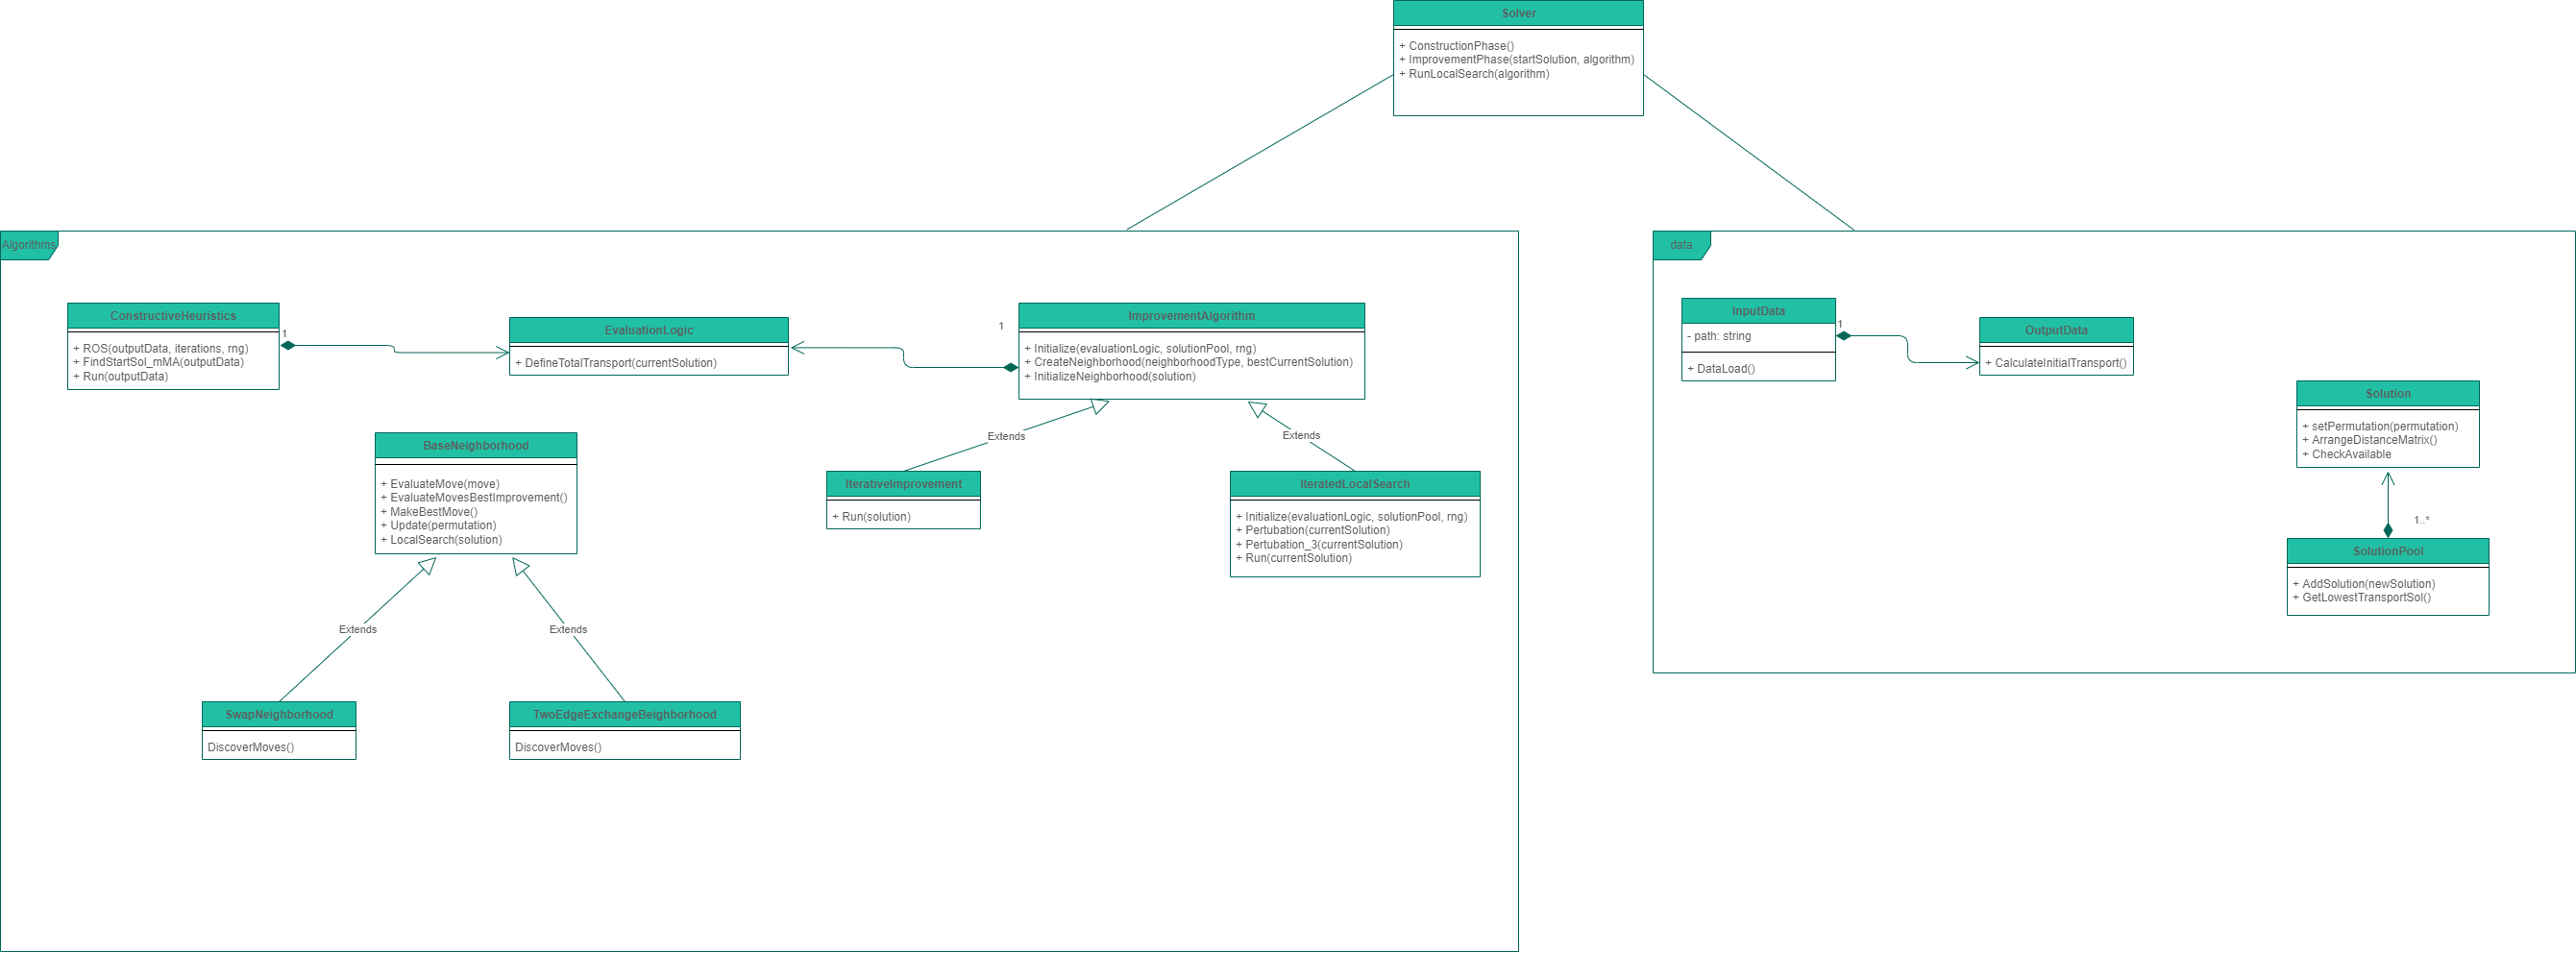 Solver
+ ConstructionPhase()
+ ImprovementPhase(startSolution, algorithm)
+ RunLocalSearch(algorithm)
Algorithms
ConstructiveHeuristics
+ ROS(outputData, iterations, rng)
+ FindStartSol_mMA(outputData)
+ Run(outputData)
1
EvaluationLogic
+ DefineTotalTransport(currentSolution)
1
ImprovementAlgorithm
+ Initialize(evaluationLogic, solutionPool, rng)
+ CreateNeighborhood(neighborhoodType, bestCurrentSolution)
+ InitializeNeighborhood(solution)
Extends
Extends
BaseNeighborhood
+ EvaluateMove(move)
+ EvaluateMovesBestImprovement()
+ MakeBestMove()
+ Update(permutation)
+ LocalSearch(solution)
IterativeImprovement
+ Run(solution)
IteratedLocalSearch
+ Initialize(evaluationLogic, solutionPool, rng)
+ Pertubation(currentSolution)
+ Pertubation_3(currentSolution)
+ Run(currentSolution)
Extends
Extends
SwapNeighborhood
DiscoverMoves()
TwoEdgeExchangeBeighborhood
DiscoverMoves()
data
InputData
- path: string
+ DataLoad()
1
OutputData
+ CalculateInitialTransport()
Solution
+ setPermutation(permutation)
+ ArrangeDistanceMatrix()
+ CheckAvailable
1..*
SolutionPool
+ AddSolution(newSolution)
+ GetLowestTransportSol()